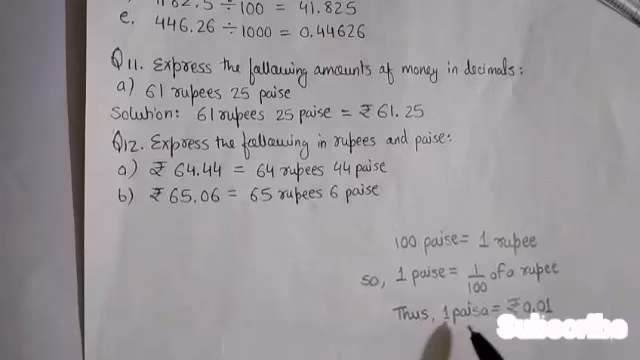 ÷ 100 = 41.825
e. 446.26 ÷ 1000 = 0.44626
Q11. Express the following amounts of money in decimals:
a) 61 rupees 25 paise
Solution: 61 rupees 25 paise = ₹ 61.25
Q12. Express the following in rupees and paise:
a) ₹ 64.44 = 64 rupees 44 paise
b) ₹ 65.06 = 65 rupees 6 paise
100 paise = 1 rupee
so, 1 paise = 1/100 of a rupee
Thus, 1 paisa = ₹ 0.01
Subscribe